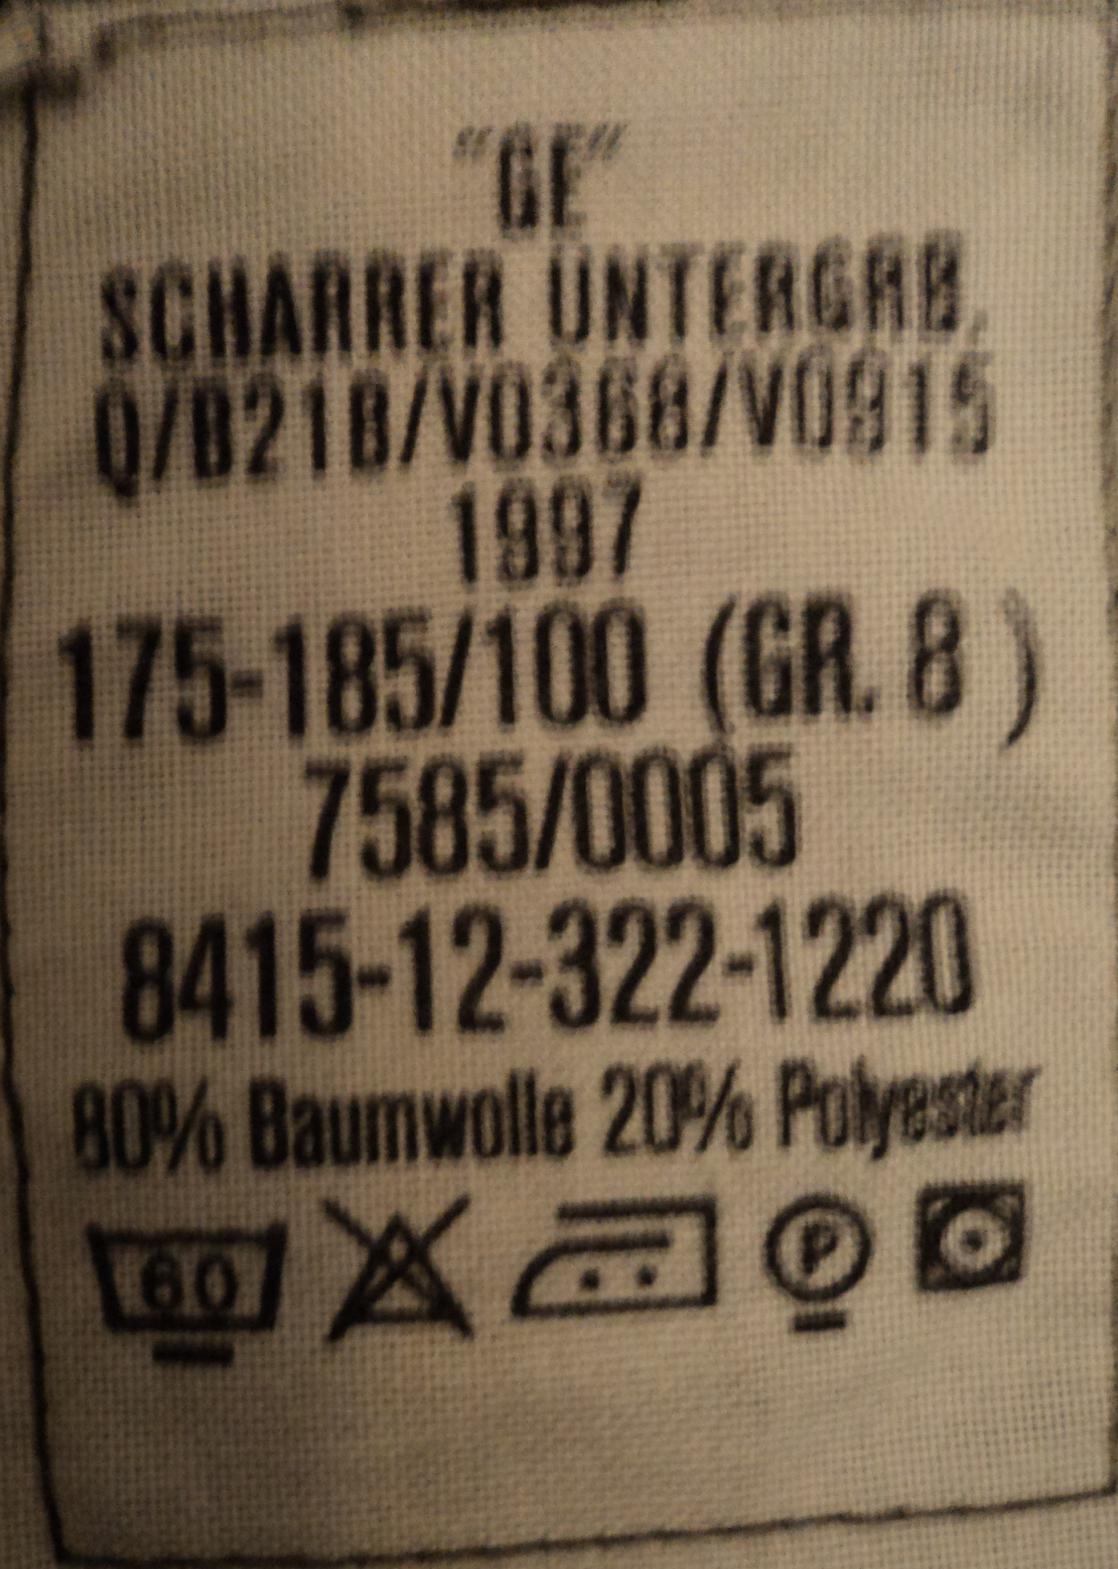 "GE"
SCHARRER UNTERGRB.
Q/B21B/V0368/V0915
1997
175-185/100 (GR. 8 )
7585/0005
8415-12-322-1220
80% Baumwolle 20% Polyester
60
P